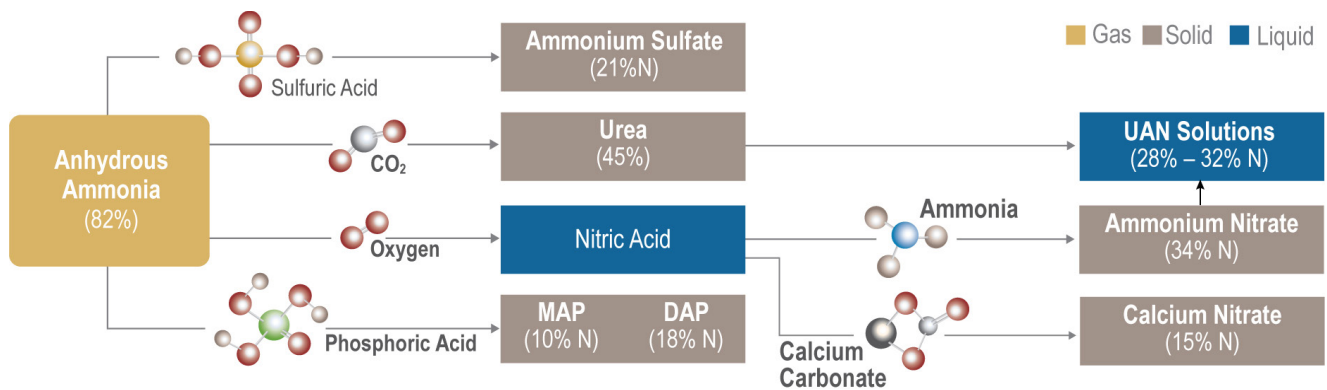 Ammonium Sulfate
(21%N)
Gas
Solid
Liquid
Sulfuric Acid
Anhydrous
Ammonia
(82%)
Urea
(45%)
CO₂
UAN Solutions
(28% – 32% N)
Oxygen
Nitric Acid
Ammonia
Ammonium Nitrate
(34% N)
Phosphoric Acid
MAP
(10% N)
DAP
(18% N)
Calcium
Carbonate
Calcium Nitrate
(15% N)